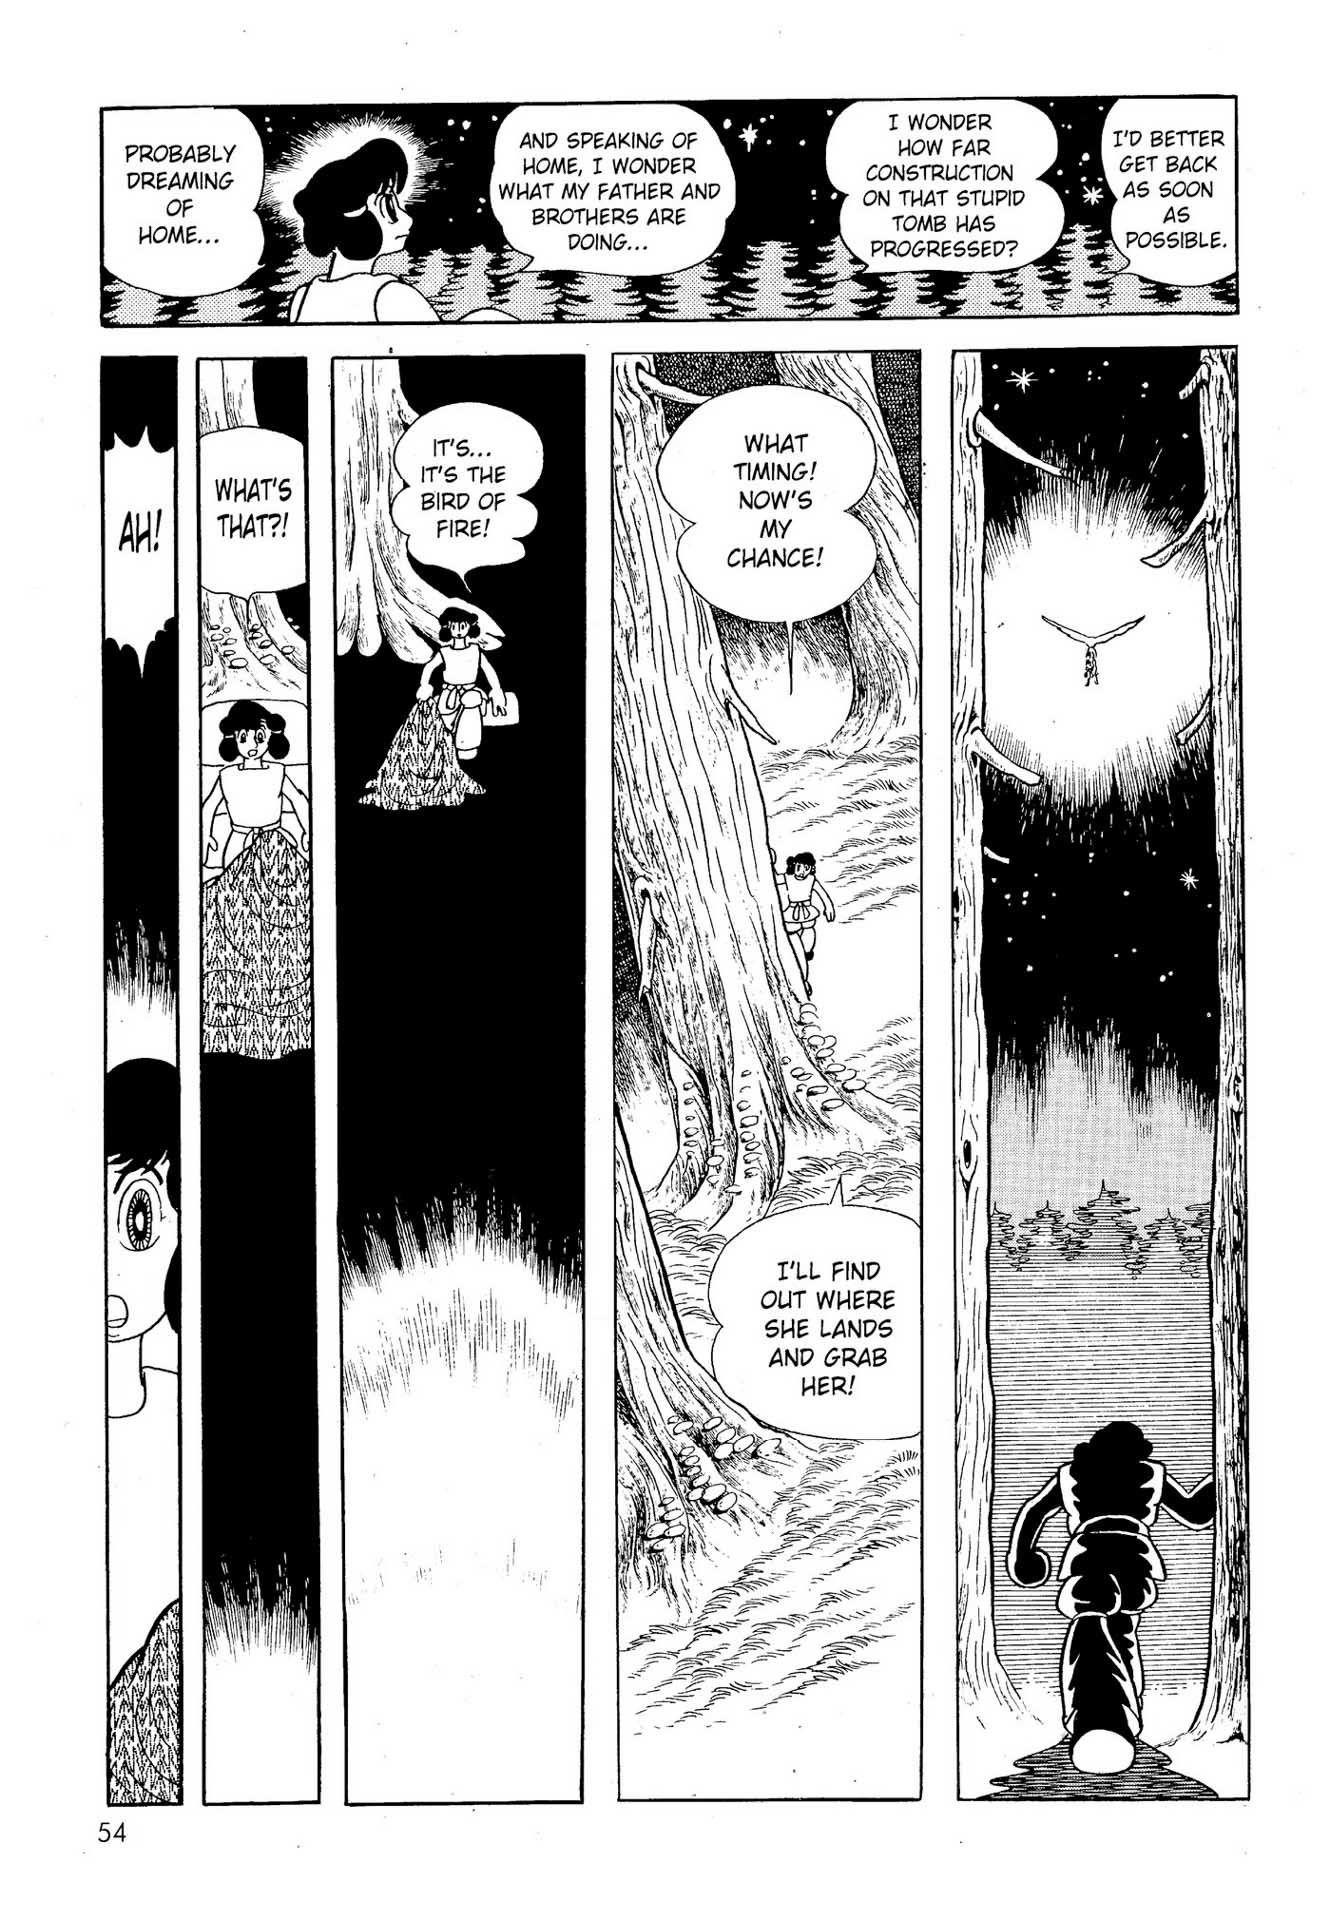 PROBABLY
DREAMING
OF
HOME...
AND SPEAKING OF
HOME, I WONDER
WHAT MY FATHER AND
BROTHERS ARE
DOING...
I WONDER
HOW FAR
CONSTRUCTION
ON THAT STUPID
TOMB HAS
PROGRESSED?
I'D BETTER
GET BACK
AS SOON
AS
POSSIBLE.
AH!
WHAT'S
THAT?!
IT'S...
IT'S THE
BIRD OF
FIRE!
WHAT
TIMING!
NOW'S
MY
CHANCE!
I'LL FIND
OUT WHERE
SHE LANDS
AND GRAB
HER!
54